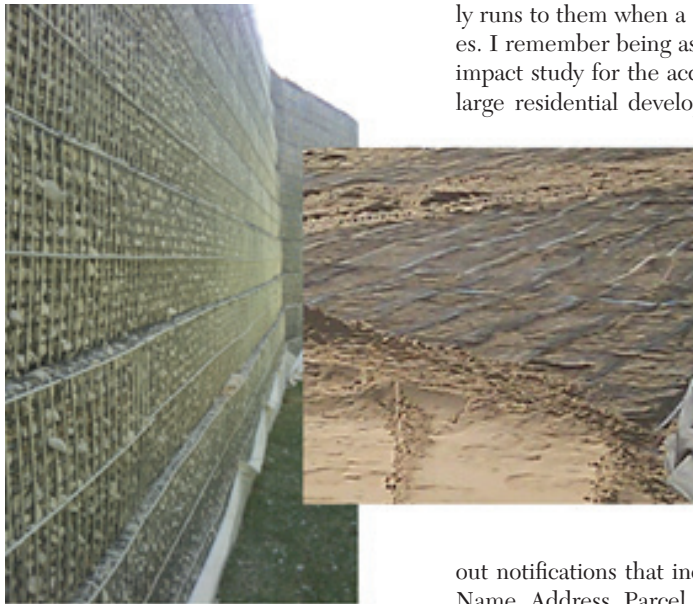 ly runs to them when a
es. I remember being as
impact study for the acc
large residential develo
out notifications that inc
Name, Address, Parcel